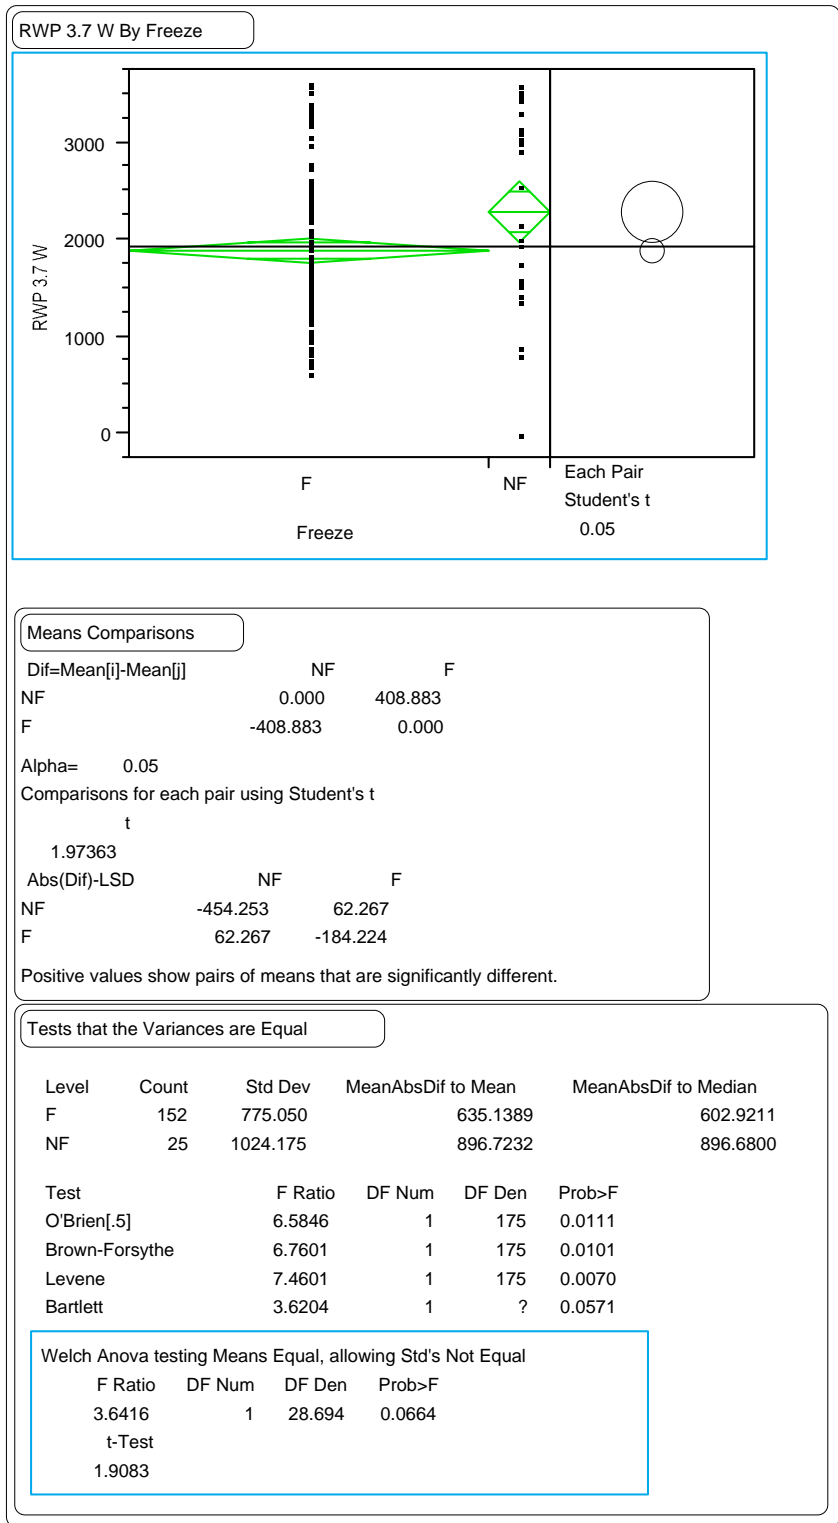 RWP 3.7 W By Freeze
3000
2000
1000
0
RWP 3.7 W
F NF
Freeze
Each Pair
Student's t
0.05
Means Comparisons
Dif=Mean[i]-Mean[j] NF F
NF 0.000 408.883
F -408.883 0.000
Alpha= 0.05
Comparisons for each pair using Student's t
t
1.97363
Abs(Dif)-LSD NF F
NF -454.253 62.267
F 62.267 -184.224
Positive values show pairs of means that are significantly different.
Tests that the Variances are Equal
Level Count Std Dev MeanAbsDif to Mean MeanAbsDif to Median
F 152 775.050 635.1389 602.9211
NF 25 1024.175 896.7232 896.6800
Test F Ratio DF Num DF Den Prob>F
O'Brien[.5] 6.5846 1 175 0.0111
Brown-Forsythe 6.7601 1 175 0.0101
Levene 7.4601 1 175 0.0070
Bartlett 3.6204 1 ? 0.0571
Welch Anova testing Means Equal, allowing Std's Not Equal
F Ratio DF Num DF Den Prob>F
3.6416 1 28.694 0.0664
t-Test
1.9083